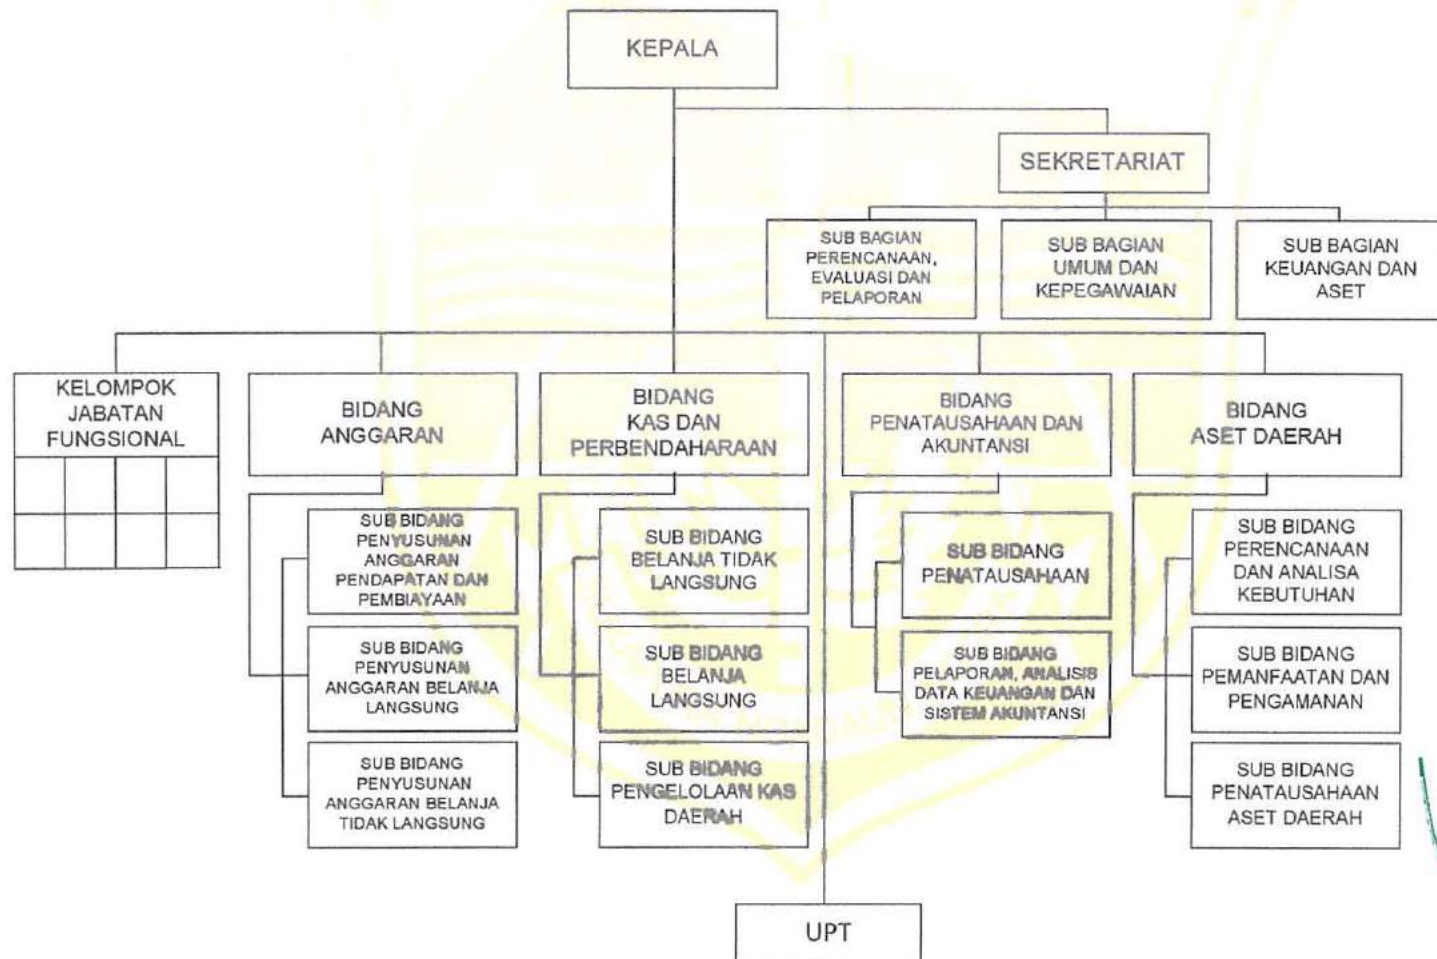 KEPALA
SEKRETARIAT
SUB BAGIAN
PERENCANAAN,
EVALUASI DAN
PELAPORAN
SUB BAGIAN
UMUM DAN
KEPEGAWAIAN
SUB BAGIAN
KEUANGAN DAN
ASET
KELOMPOK
JABATAN
FUNGSIONAL
BIDANG
ANGGARAN
BIDANG
KAS DAN
PERBENDAHARAAN
BIDANG
PENATAUSAHAAN DAN
AKUNTANSI
BIDANG
ASET DAERAH
SUB BIDANG
PENYUSUNAN
ANGGARAN
PENDAPATAN DAN
PEMBIAYAAN
SUB BIDANG
PENYUSUNAN
ANGGARAN BELANJA
LANGSUNG
SUB BIDANG
PENYUSUNAN
ANGGARAN BELANJA
TIDAK LANGSUNG
SUB BIDANG
BELANJA TIDAK
LANGSUNG
SUB BIDANG
BELANJA
LANGSUNG
SUB BIDANG
PENGELOLAAN KAS
DAERAH
SUB BIDANG
PENATAUSAHAAN
SUB BIDANG
PELAPORAN, ANALISIS
DATA KEUANGAN DAN
SISTEM AKUNTANSI
SUB BIDANG
PERENCANAAN
DAN ANALISA
KEBUTUHAN
SUB BIDANG
PEMANFAATAN DAN
PENGAMANAN
SUB BIDANG
PENATAUSAHAAN
ASET DAERAH
UPT